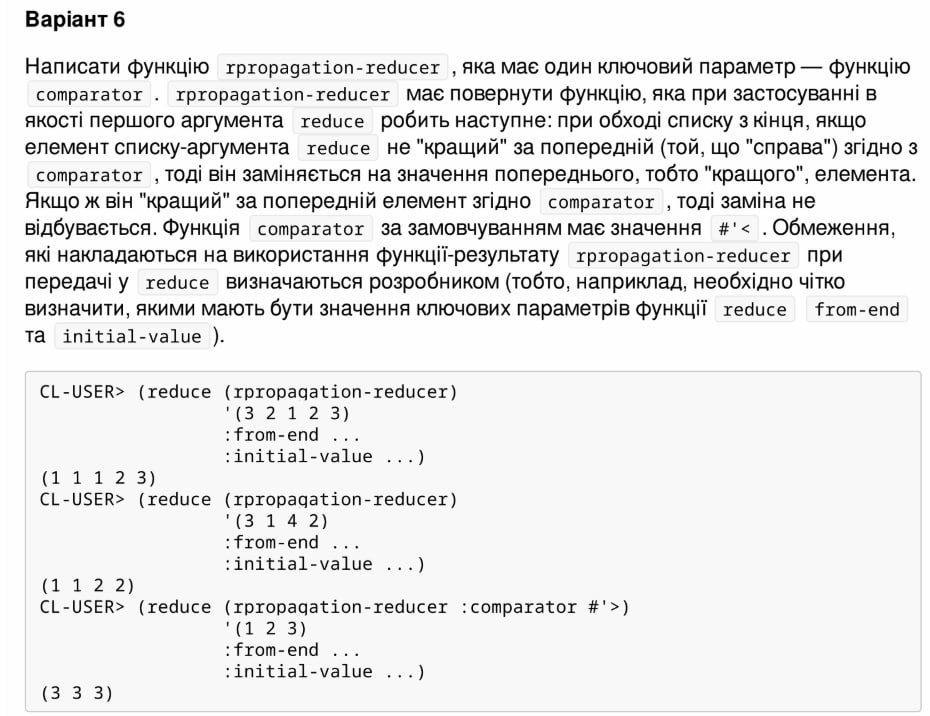 Варіант 6
Написати функцію rpropagation-reducer , яка має один ключовий параметр — функцію
comparator . rpropagation-reducer має повернути функцію, яка при застосуванні в
якості першого аргумента reduce робить наступне: при обході списку з кінця, якщо
елемент списку-аргумента reduce не "кращий" за попередній (той, що "справа") згідно з
comparator , тоді він заміняється на значення попереднього, тобто "кращого", елемента.
Якщо ж він "кращий" за попередній елемент згідно comparator , тоді заміна не
відбувається. Функція comparator за замовчуванням має значення #'< . Обмеження,
які накладаються на використання функції-результату rpropagation-reducer при
передачі у reduce визначаються розробником (тобто, наприклад, необхідно чітко
визначити, якими мають бути значення ключових параметрів функції reduce from-end
та initial-value ).
CL-USER> (reduce (rpropagation-reducer)
'(3 2 1 2 3)
:from-end ...
:initial-value ...)
(1 1 1 2 3)
CL-USER> (reduce (rpropagation-reducer)
'(3 1 4 2)
:from-end ...
:initial-value ...)
(1 1 2 2)
CL-USER> (reduce (rpropagation-reducer :comparator #'>)
'(1 2 3)
:from-end ...
:initial-value ...)
(3 3 3)